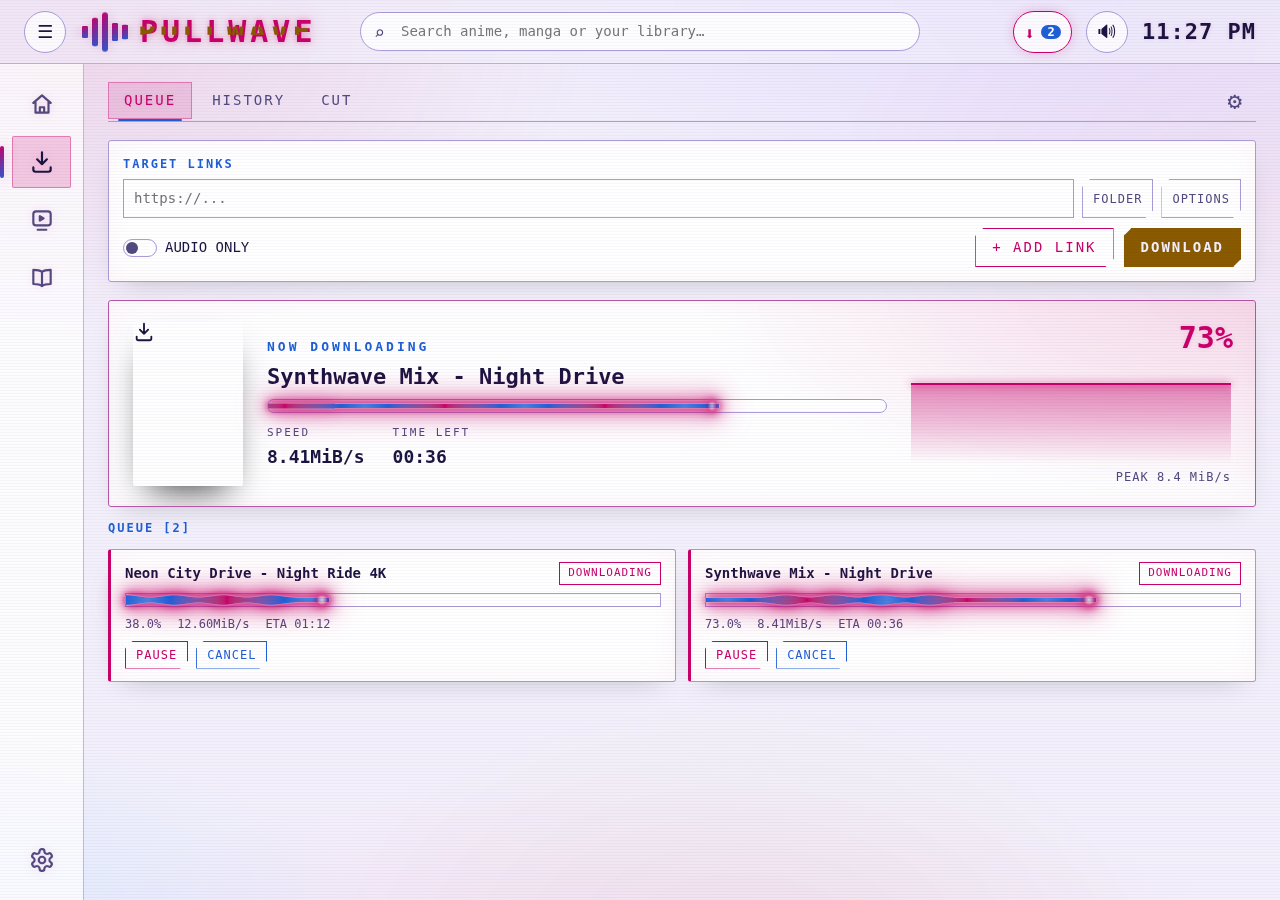 PULLWAVE
Search anime, manga or your library…
2
11:27 PM
QUEUE HISTORY CUT
TARGET LINKS
https://...
FOLDER OPTIONS
AUDIO ONLY
+ ADD LINK DOWNLOAD
73%
NOW DOWNLOADING
Synthwave Mix - Night Drive
SPEED TIME LEFT
8.41MiB/s 00:36
PEAK 8.4 MiB/s
QUEUE [2]
Neon City Drive - Night Ride 4K DOWNLOADING
38.0% 12.60MiB/s ETA 01:12
PAUSE CANCEL
Synthwave Mix - Night Drive DOWNLOADING
73.0% 8.41MiB/s ETA 00:36
PAUSE CANCEL